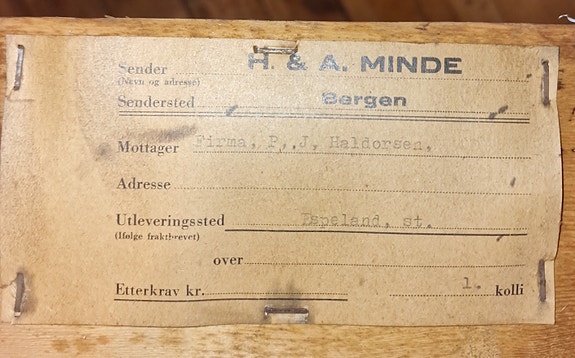 Sender H. & A. MINDE
(Navn og adresse)
Sendersted Bergen
Mottager Firma, P,.J, Haldorsen,
Adresse
Utleveringssted Espeland, st.
(Ifølge fraktbrevet)
over
Etterkrav kr. 1. kolli